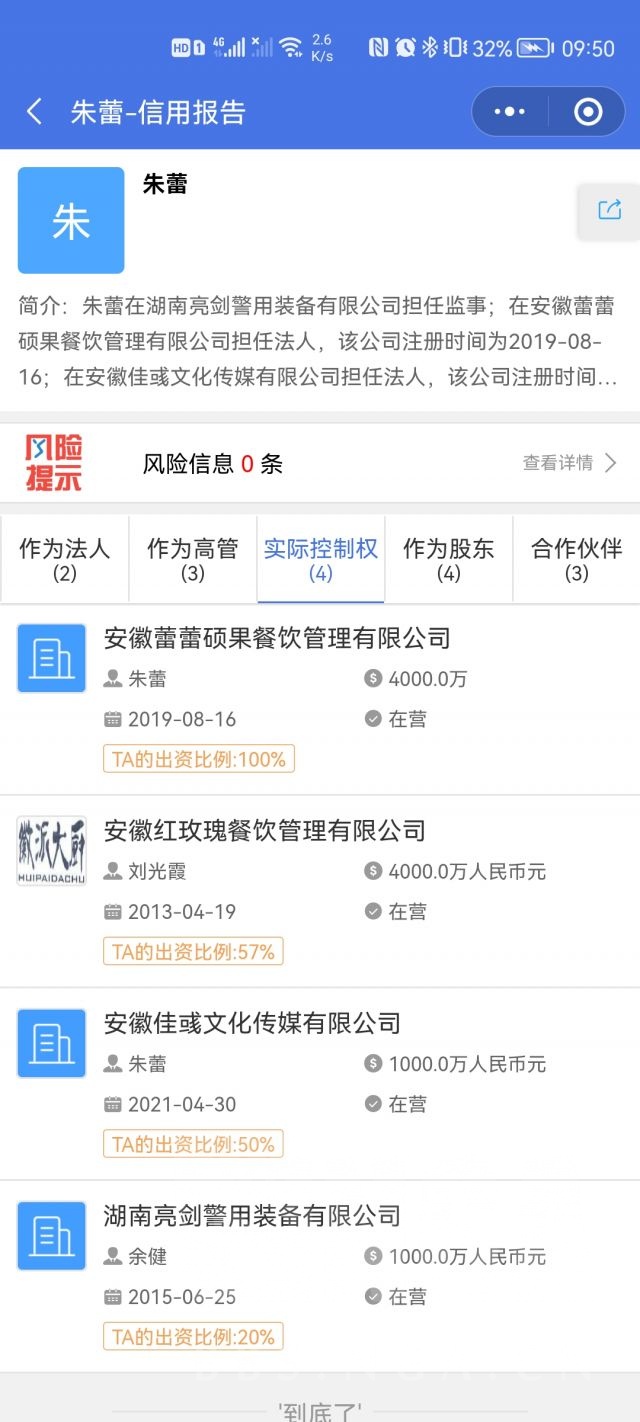 HD 1 4G 2.6 K/s 32% 09:50
朱蕾-信用报告
朱
朱蕾
简介：朱蕾在湖南亮剑警用装备有限公司担任监事；在安徽蕾蕾
硕果餐饮管理有限公司担任法人，该公司注册时间为2019-08-
16；在安徽佳彧文化传媒有限公司担任法人，该公司注册时间...
风险
提示
风险信息 0 条
查看详情
作为法人 作为高管 实际控制权 作为股东 合作伙伴
(2) (3) (4) (4) (3)
安徽蕾蕾硕果餐饮管理有限公司
朱蕾 4000.0万
2019-08-16 在营
TA的出资比例:100%
徽派大厨
HUIPAIDACHU
安徽红玫瑰餐饮管理有限公司
刘光霞 4000.0万人民币元
2013-04-19 在营
TA的出资比例:57%
安徽佳彧文化传媒有限公司
朱蕾 1000.0万人民币元
2021-04-30 在营
TA的出资比例:50%
湖南亮剑警用装备有限公司
余健 1000.0万人民币元
2015-06-25 在营
TA的出资比例:20%
'到底了'